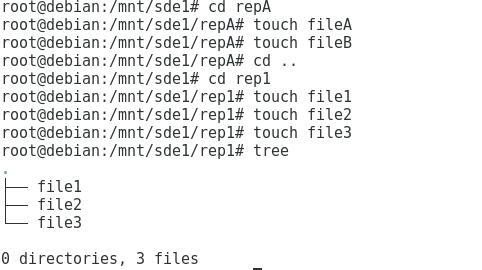 root@debian:/mnt/sde1# cd repA
root@debian:/mnt/sde1/repA# touch fileA
root@debian:/mnt/sde1/repA# touch fileB
root@debian:/mnt/sde1/repA# cd ..
root@debian:/mnt/sde1# cd rep1
root@debian:/mnt/sde1/rep1# touch file1
root@debian:/mnt/sde1/rep1# touch file2
root@debian:/mnt/sde1/rep1# touch file3
root@debian:/mnt/sde1/rep1# tree
.
├── file1
├── file2
└── file3
0 directories, 3 files